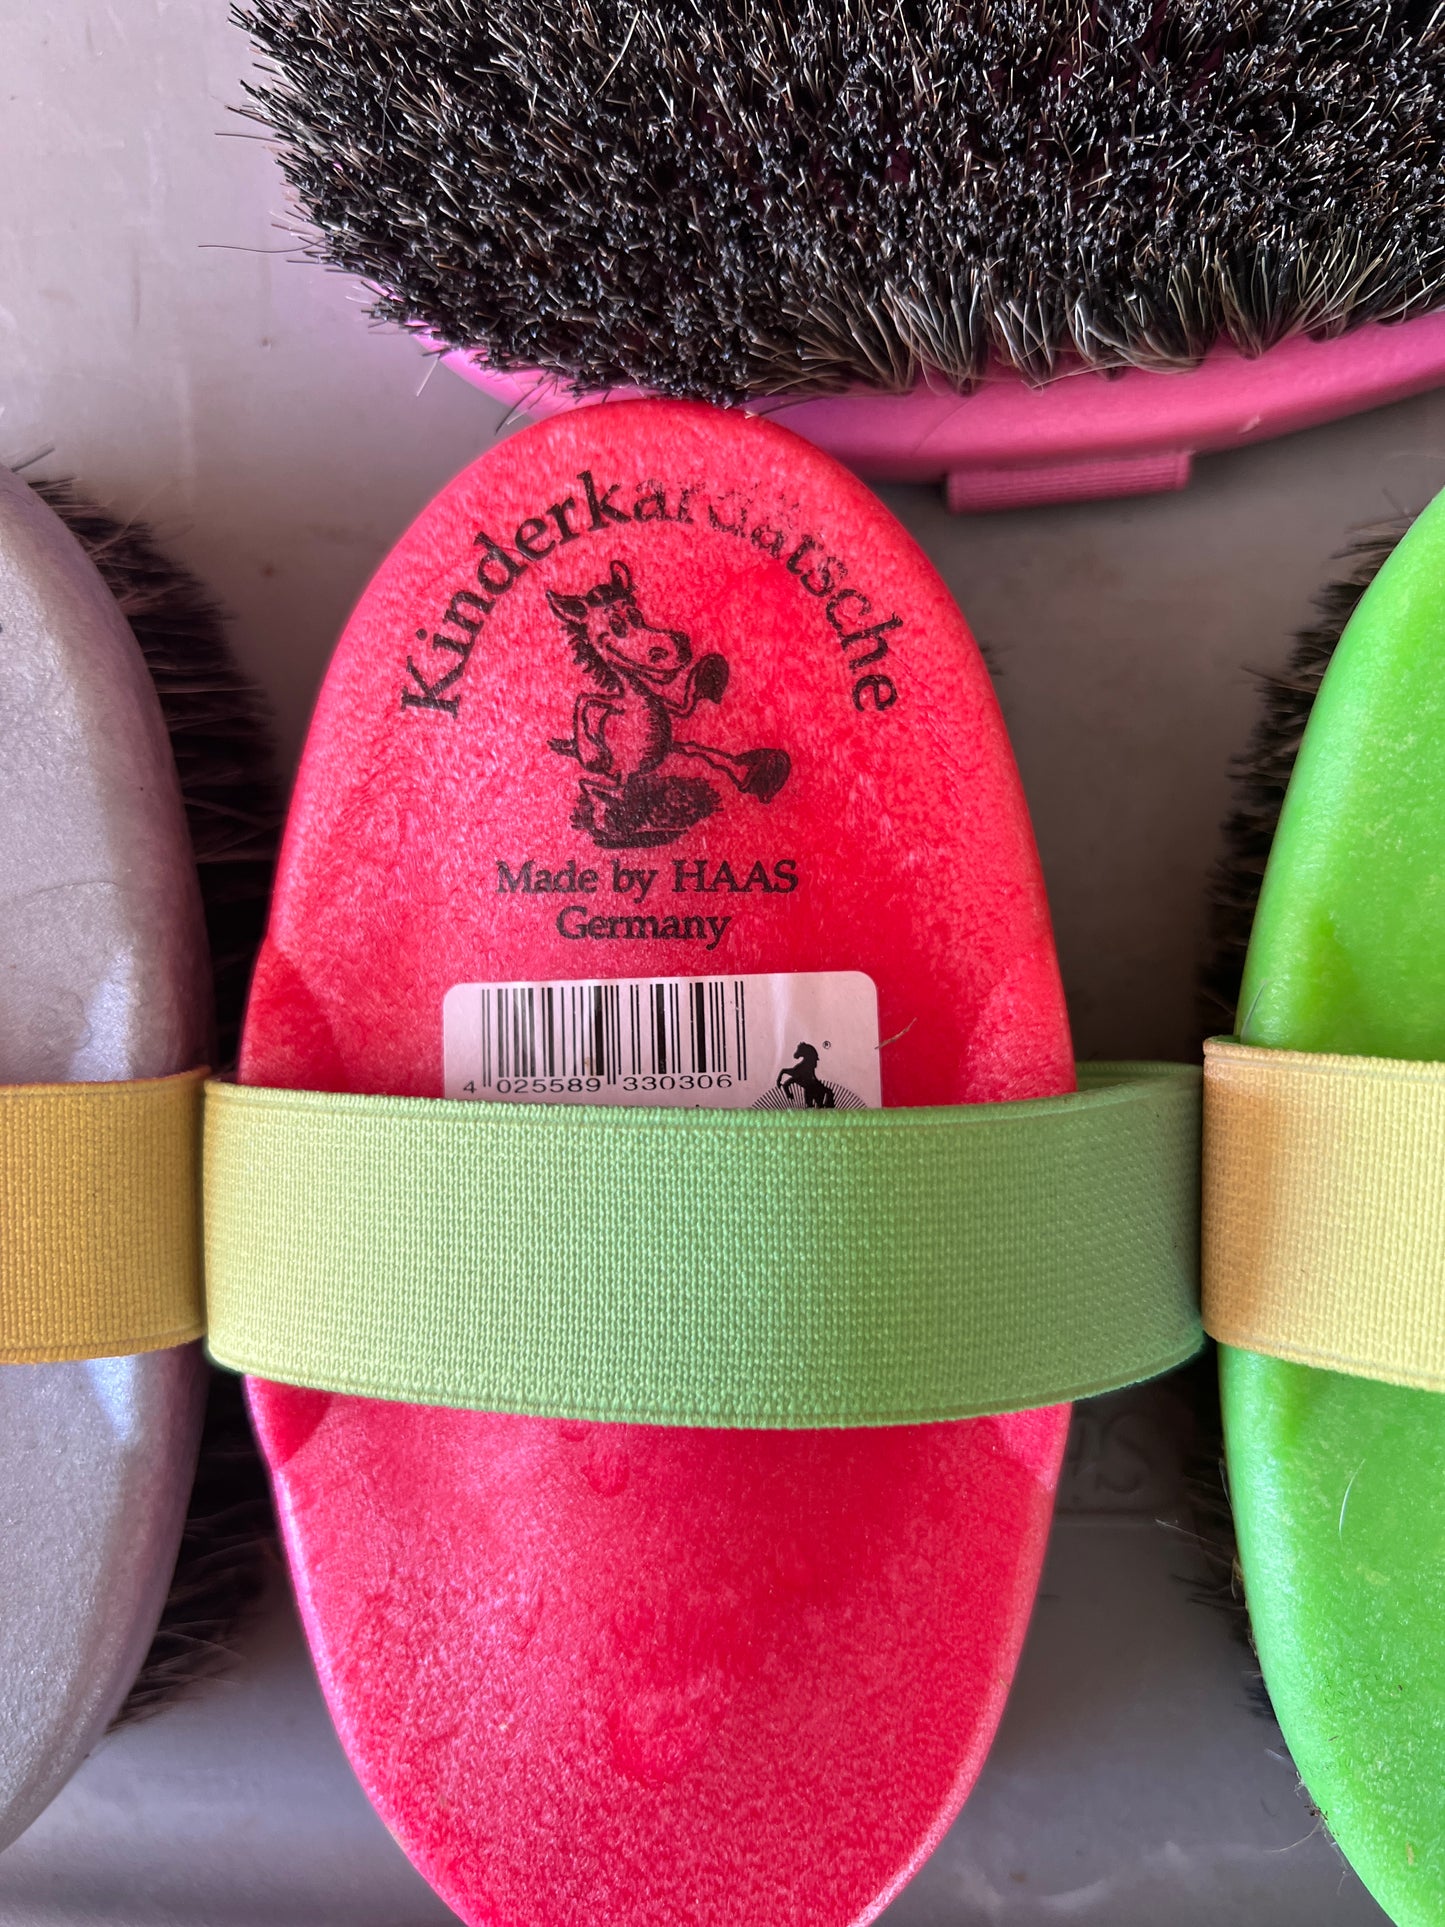 Kinderkardätsche
Made by HAAS
Germany
4 025589 330306
®